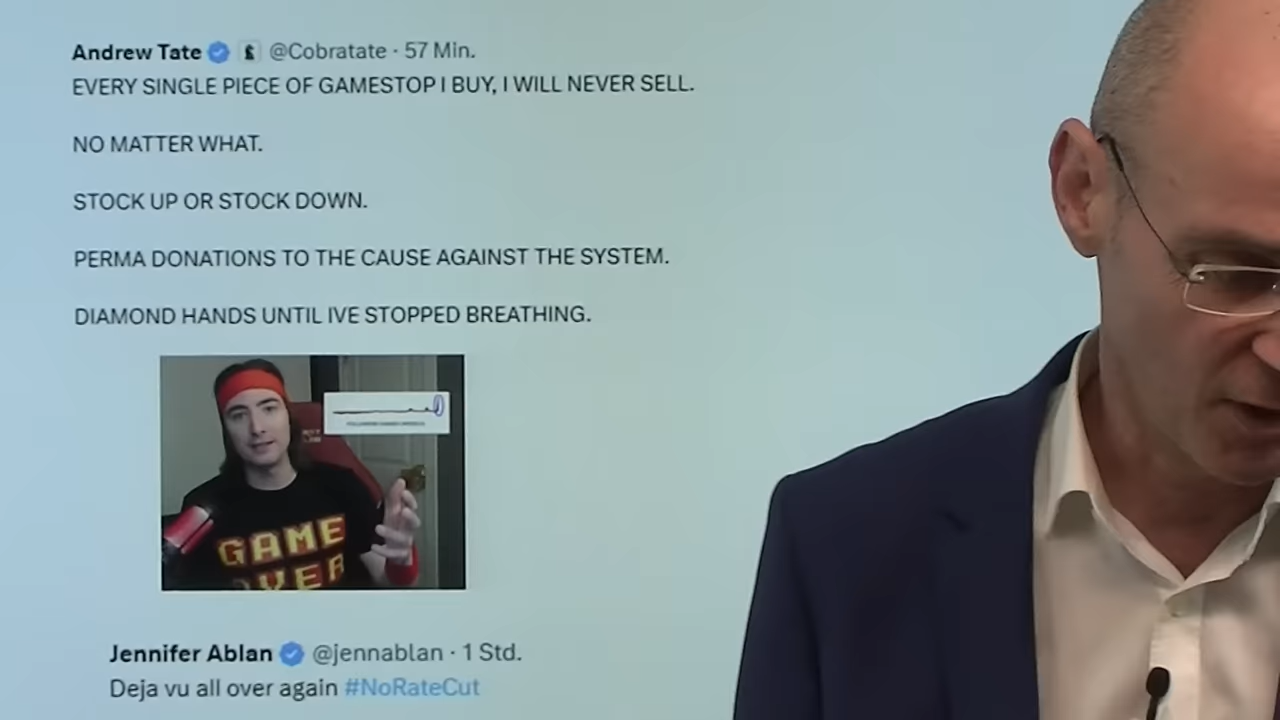 Andrew Tate @Cobratate · 57 Min.
EVERY SINGLE PIECE OF GAMESTOP I BUY, I WILL NEVER SELL.
NO MATTER WHAT.
STOCK UP OR STOCK DOWN.
PERMA DONATIONS TO THE CAUSE AGAINST THE SYSTEM.
DIAMOND HANDS UNTIL IVE STOPPED BREATHING.
GAME
OVER
Jennifer Ablan @jennablan · 1 Std.
Deja vu all over again #NoRateCut